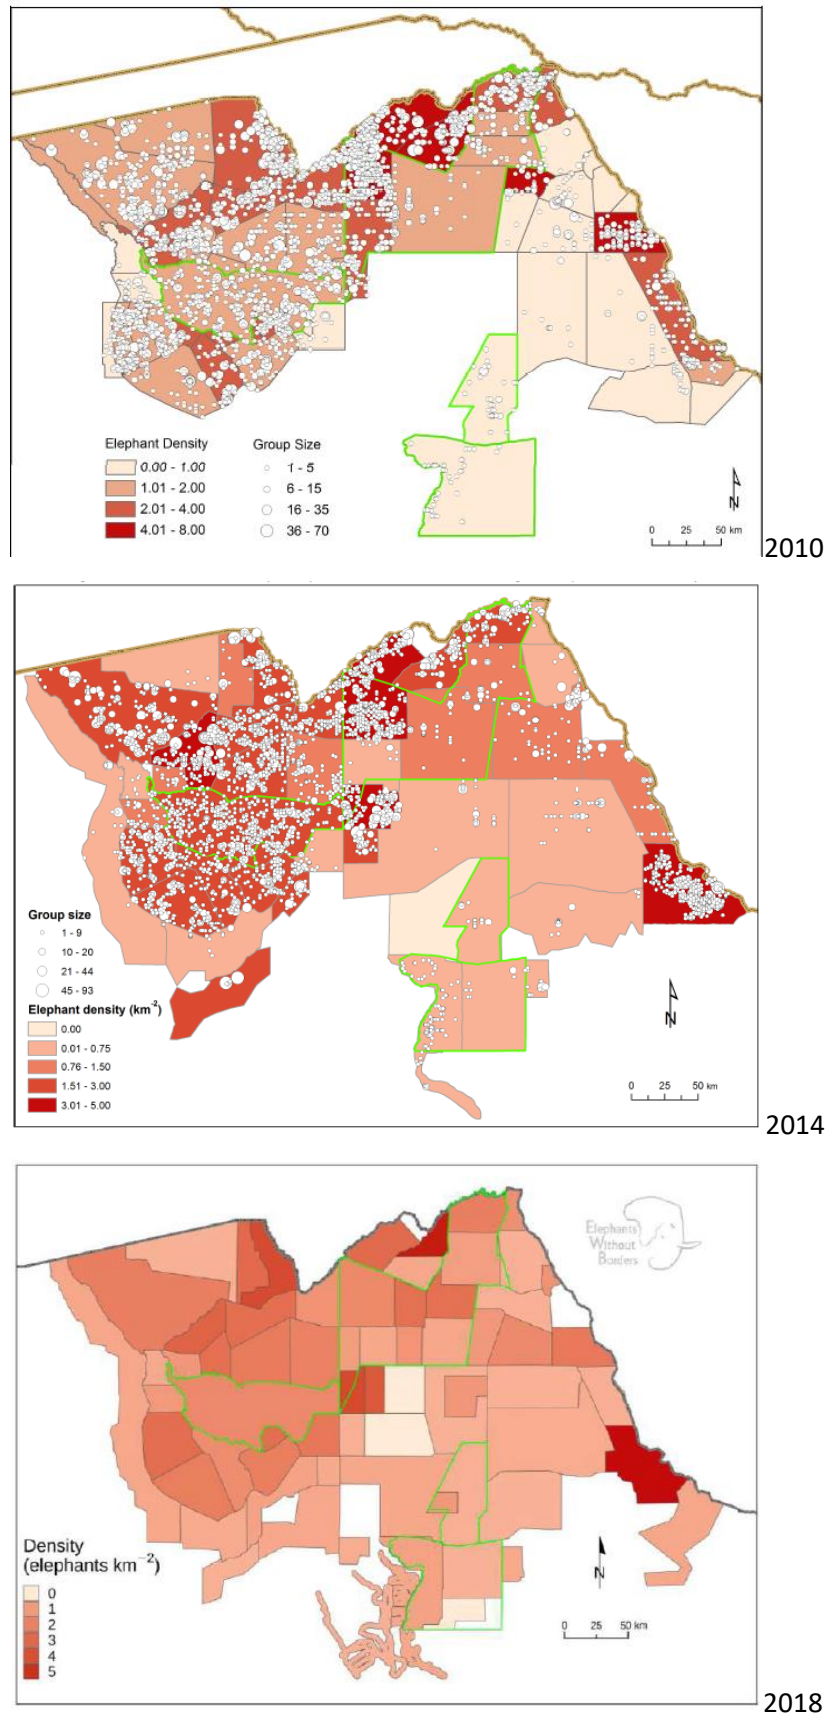 Elephant Density
0.00 - 1.00
1.01 - 2.00
2.01 - 4.00
4.01 - 8.00
Group Size
1 - 5
6 - 15
16 - 35
36 - 70
N
0 25 50 km
2010
Group size
1 - 9
10 - 20
21 - 44
45 - 93
Elephant density (km⁻²)
0.00
0.01 - 0.75
0.76 - 1.50
1.51 - 3.00
3.01 - 5.00
N
0 25 50 km
2014
Elephants
Without
Borders
Density
(elephants km⁻²)
0
1
2
3
4
5
N
0 25 50 km
2018